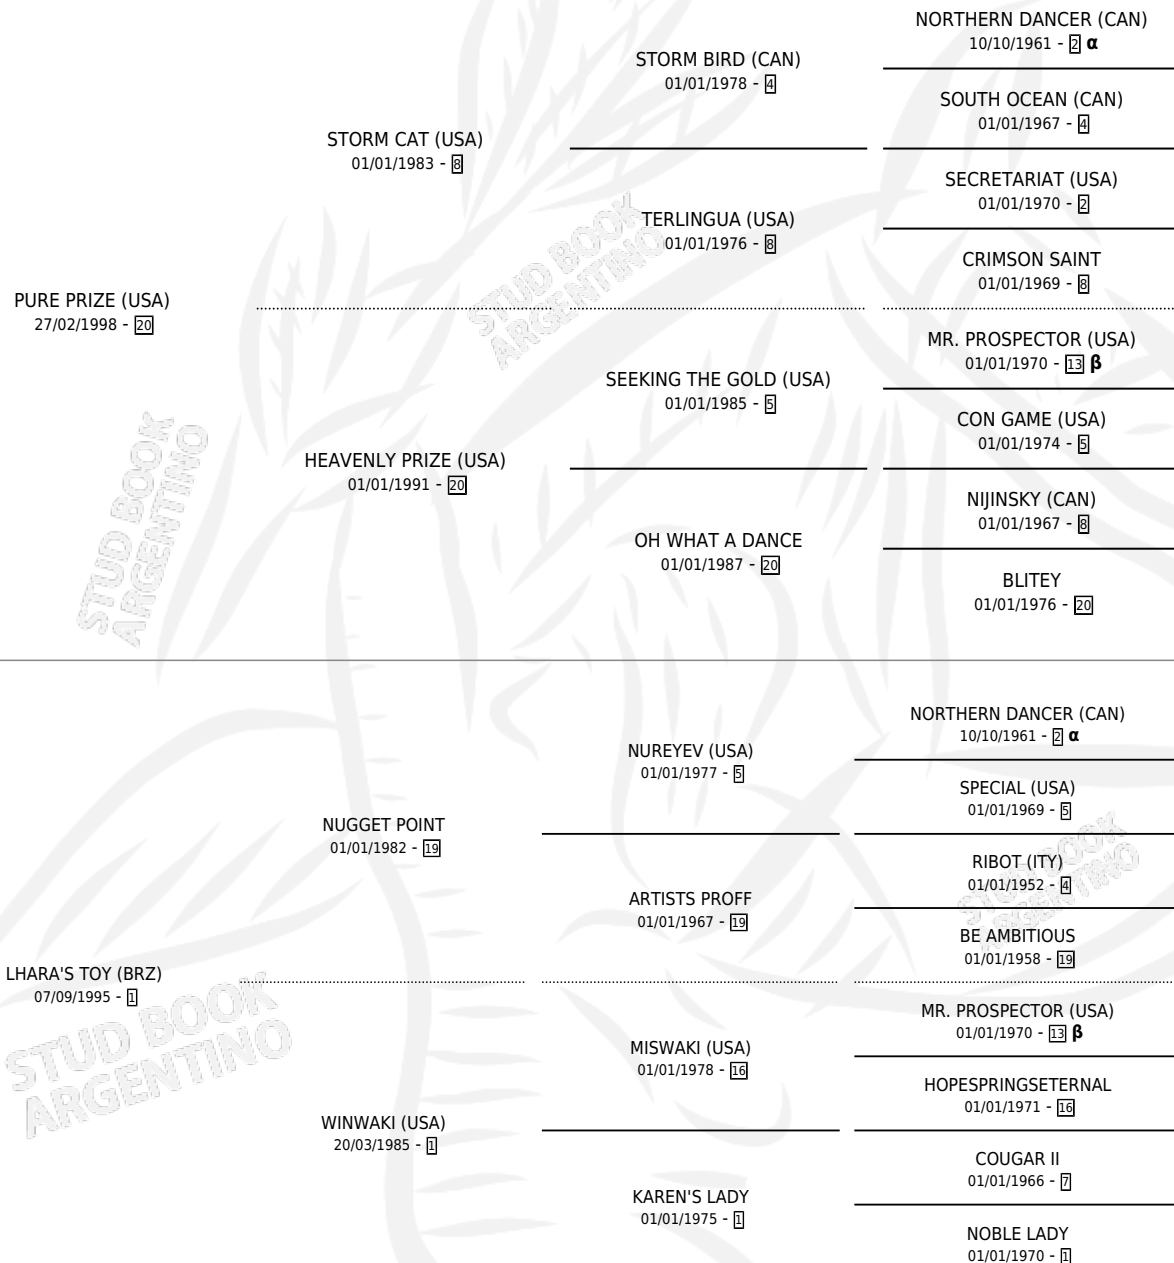 NORTHERN DANCER (CAN)
10/10/1961 - 2 α
STORM BIRD (CAN)
01/01/1978 - 4
SOUTH OCEAN (CAN)
01/01/1967 - 4
STORM CAT (USA)
01/01/1983 - 8
SECRETARIAT (USA)
01/01/1970 - 2
TERLINGUA (USA)
01/01/1976 - 8
CRIMSON SAINT
01/01/1969 - 8
PURE PRIZE (USA)
27/02/1998 - 20
MR. PROSPECTOR (USA)
01/01/1970 - 13 β
SEEKING THE GOLD (USA)
01/01/1985 - 5
CON GAME (USA)
01/01/1974 - 5
HEAVENLY PRIZE (USA)
01/01/1991 - 20
NIJINSKY (CAN)
01/01/1967 - 8
OH WHAT A DANCE
01/01/1987 - 20
BLITEY
01/01/1976 - 20
NORTHERN DANCER (CAN)
10/10/1961 - 2 α
NUREYEV (USA)
01/01/1977 - 5
SPECIAL (USA)
01/01/1969 - 5
NUGGET POINT
01/01/1982 - 19
RIBOT (ITY)
01/01/1952 - 4
ARTISTS PROFF
01/01/1967 - 19
BE AMBITIOUS
01/01/1958 - 19
LHARA'S TOY (BRZ)
07/09/1995 - 1
MR. PROSPECTOR (USA)
01/01/1970 - 13 β
MISWAKI (USA)
01/01/1978 - 16
HOPESPRINGSETERNAL
01/01/1971 - 16
WINWAKI (USA)
20/03/1985 - 1
COUGAR II
01/01/1966 - 7
KAREN'S LADY
01/01/1975 - 1
NOBLE LADY
01/01/1970 - 1
STUD BOOK
ARGENTINO
STUD BOOK
ARGENTINO
STUD BOOK
ARGENTINO
STUD BOOK
ARGENTINO